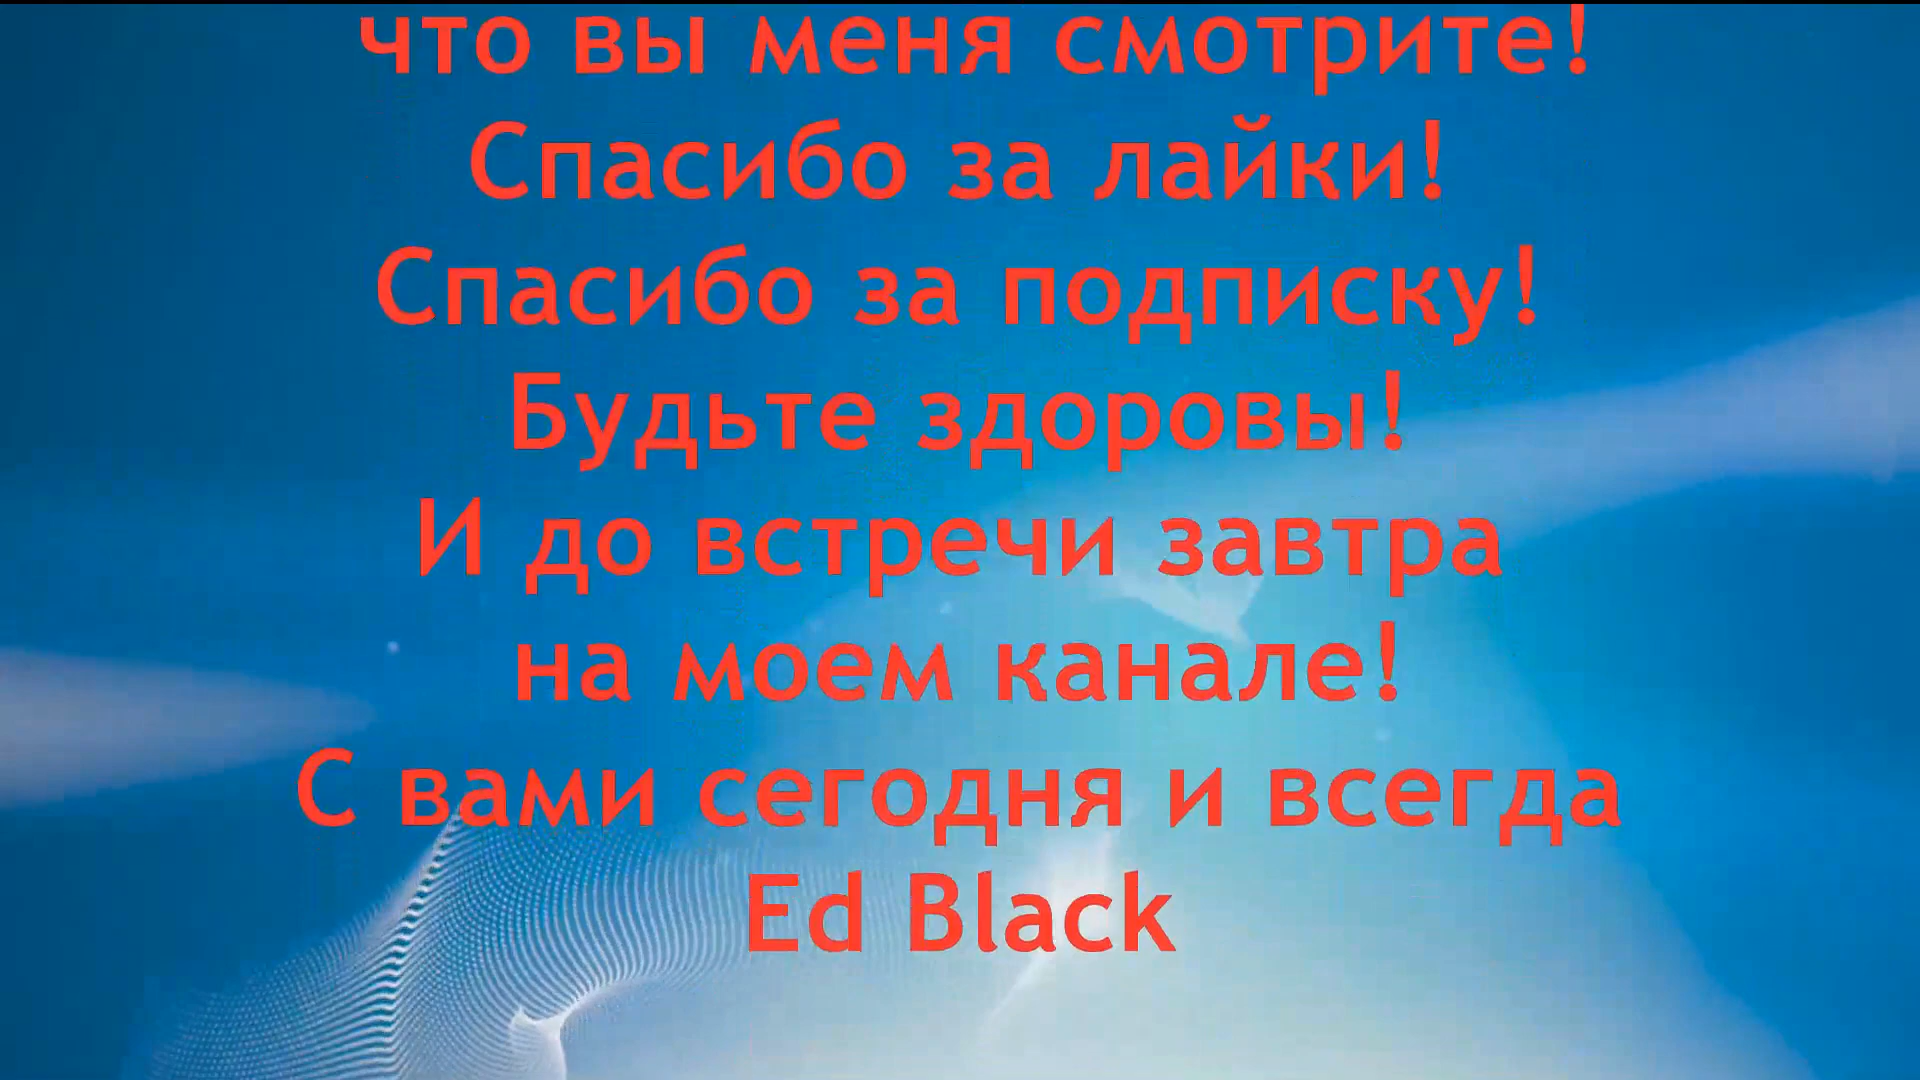 что вы меня смотрите!
Спасибо за лайки!
Спасибо за подписку!
Будьте здоровы!
И до встречи завтра
на моем канале!
С вами сегодня и всегда
Ed Black